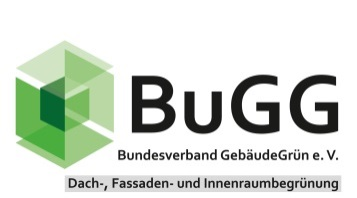 BuGG
Bundesverband GebäudeGrün e. V.
Dach-, Fassaden- und Innenraumbegrünung